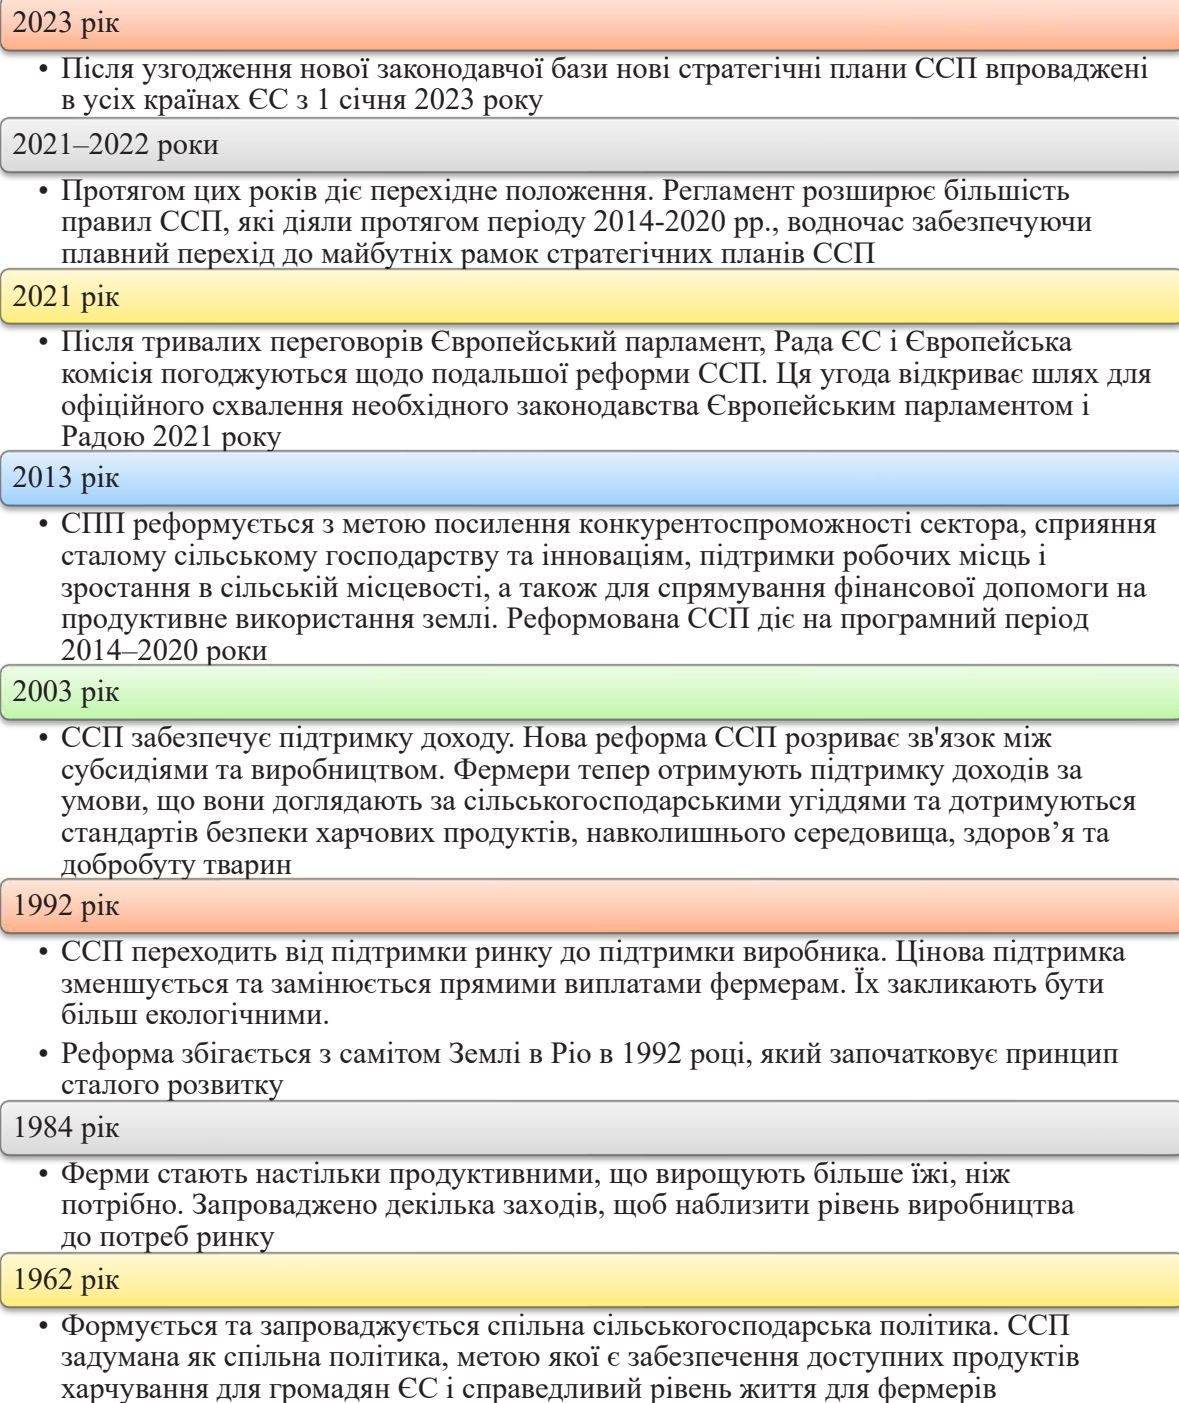 2023 рік
• Після узгодження нової законодавчої бази нові стратегічні плани ССП впроваджені
в усіх країнах ЄС з 1 січня 2023 року
2021–2022 роки
• Протягом цих років діє перехідне положення. Регламент розширює більшість
правил ССП, які діяли протягом періоду 2014-2020 рр., водночас забезпечуючи
плавний перехід до майбутніх рамок стратегічних планів ССП
2021 рік
• Після тривалих переговорів Європейський парламент, Рада ЄС і Європейська
комісія погоджуються щодо подальшої реформи ССП. Ця угода відкриває шлях для
офіційного схвалення необхідного законодавства Європейським парламентом і
Радою 2021 року
2013 рік
• СПП реформується з метою посилення конкурентоспроможності сектора, сприяння
сталому сільському господарству та інноваціям, підтримки робочих місць і
зростання в сільській місцевості, а також для спрямування фінансової допомоги на
продуктивне використання землі. Реформована ССП діє на програмний період
2014–2020 роки
2003 рік
• ССП забезпечує підтримку доходу. Нова реформа ССП розриває зв'язок між
субсидіями та виробництвом. Фермери тепер отримують підтримку доходів за
умови, що вони доглядають за сільськогосподарськими угіддями та дотримуються
стандартів безпеки харчових продуктів, навколишнього середовища, здоров’я та
добробуту тварин
1992 рік
• ССП переходить від підтримки ринку до підтримки виробника. Цінова підтримка
зменшується та замінюється прямими виплатами фермерам. Їх закликають бути
більш екологічними.
• Реформа збігається з самітом Землі в Ріо в 1992 році, який започатковує принцип
сталого розвитку
1984 рік
• Ферми стають настільки продуктивними, що вирощують більше їжі, ніж
потрібно. Запроваджено декілька заходів, щоб наблизити рівень виробництва
до потреб ринку
1962 рік
• Формується та запроваджується спільна сільськогосподарська політика. ССП
задумана як спільна політика, метою якої є забезпечення доступних продуктів
харчування для громадян ЄС і справедливий рівень життя для фермерів